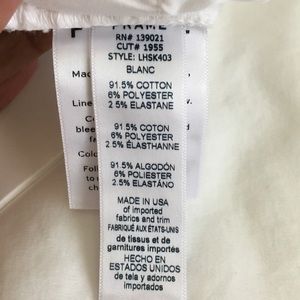 FRAME
RN# 139021
CUT# 1955
STYLE: LHSK403
BLANC
91.5% COTTON
6% POLYESTER
2.5% ELASTANE
91.5% COTON
6% POLYESTER
2.5% ÉLASTHANNE
91.5% ALGODÓN
6% POLIESTER
2.5% ELASTÁNO
MADE IN USA
of imported
fabrics and trim
FABRIQUÉ AUX ÉTATS-UNIS
de tissus et de
garnitures importés
HECHO EN
ESTADOS UNIDOS
de tela y adornos
importados